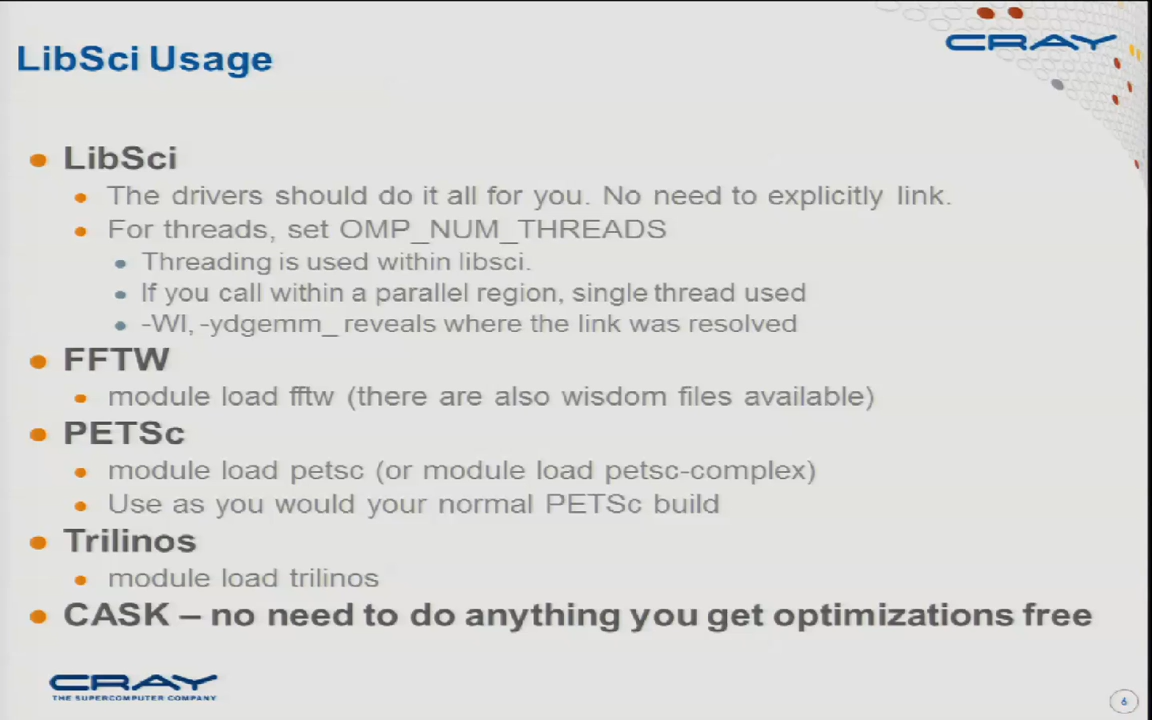 LibSci Usage
CRAY
LibSci
The drivers should do it all for you. No need to explicitly link.
For threads, set OMP_NUM_THREADS
Threading is used within libsci.
If you call within a parallel region, single thread used
-Wl, -ydgemm_ reveals where the link was resolved
FFTW
module load fftw (there are also wisdom files available)
PETSc
module load petsc (or module load petsc-complex)
Use as you would your normal PETSc build
Trilinos
module load trilinos
CASK – no need to do anything you get optimizations free
CRAY
THE SUPERCOMPUTER COMPANY
6